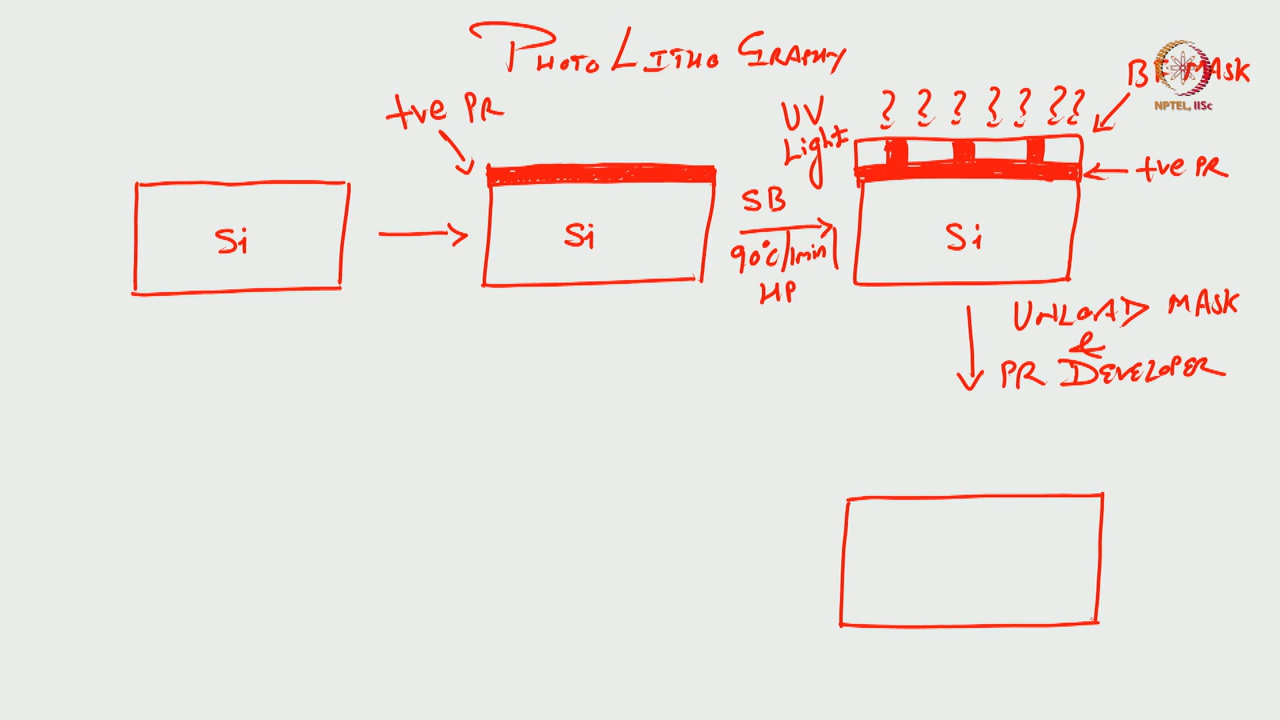 PHOTO LITHO GRAPHY
+ve PR
UV
Light
MASK
NPTEL, IISc
+ve PR
Si
Si
SB
90°C/1min
HP
Si
UNLOAD MASK
&
PR DEVELOPER